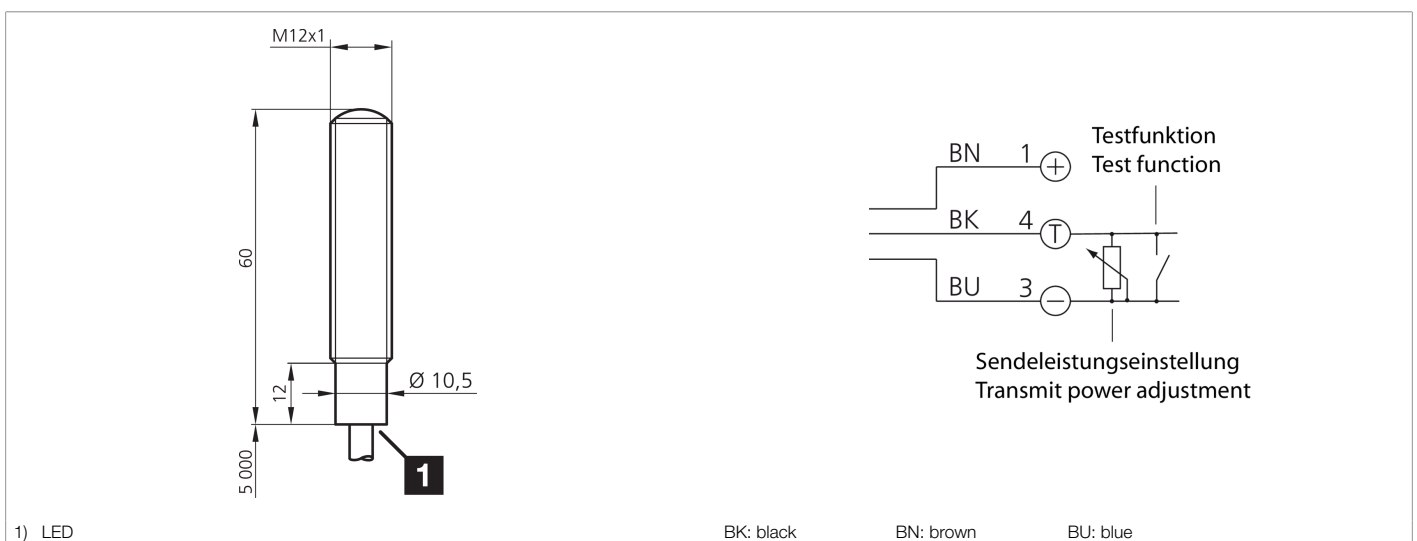 M12x1
60
12
Ø 10,5
5 000
1
Testfunktion
Test function
BN 1 +
BK 4 T
BU 3 −
Sendeleistungseinstellung
Transmit power adjustment
1) LED
BK: black BN: brown BU: blue